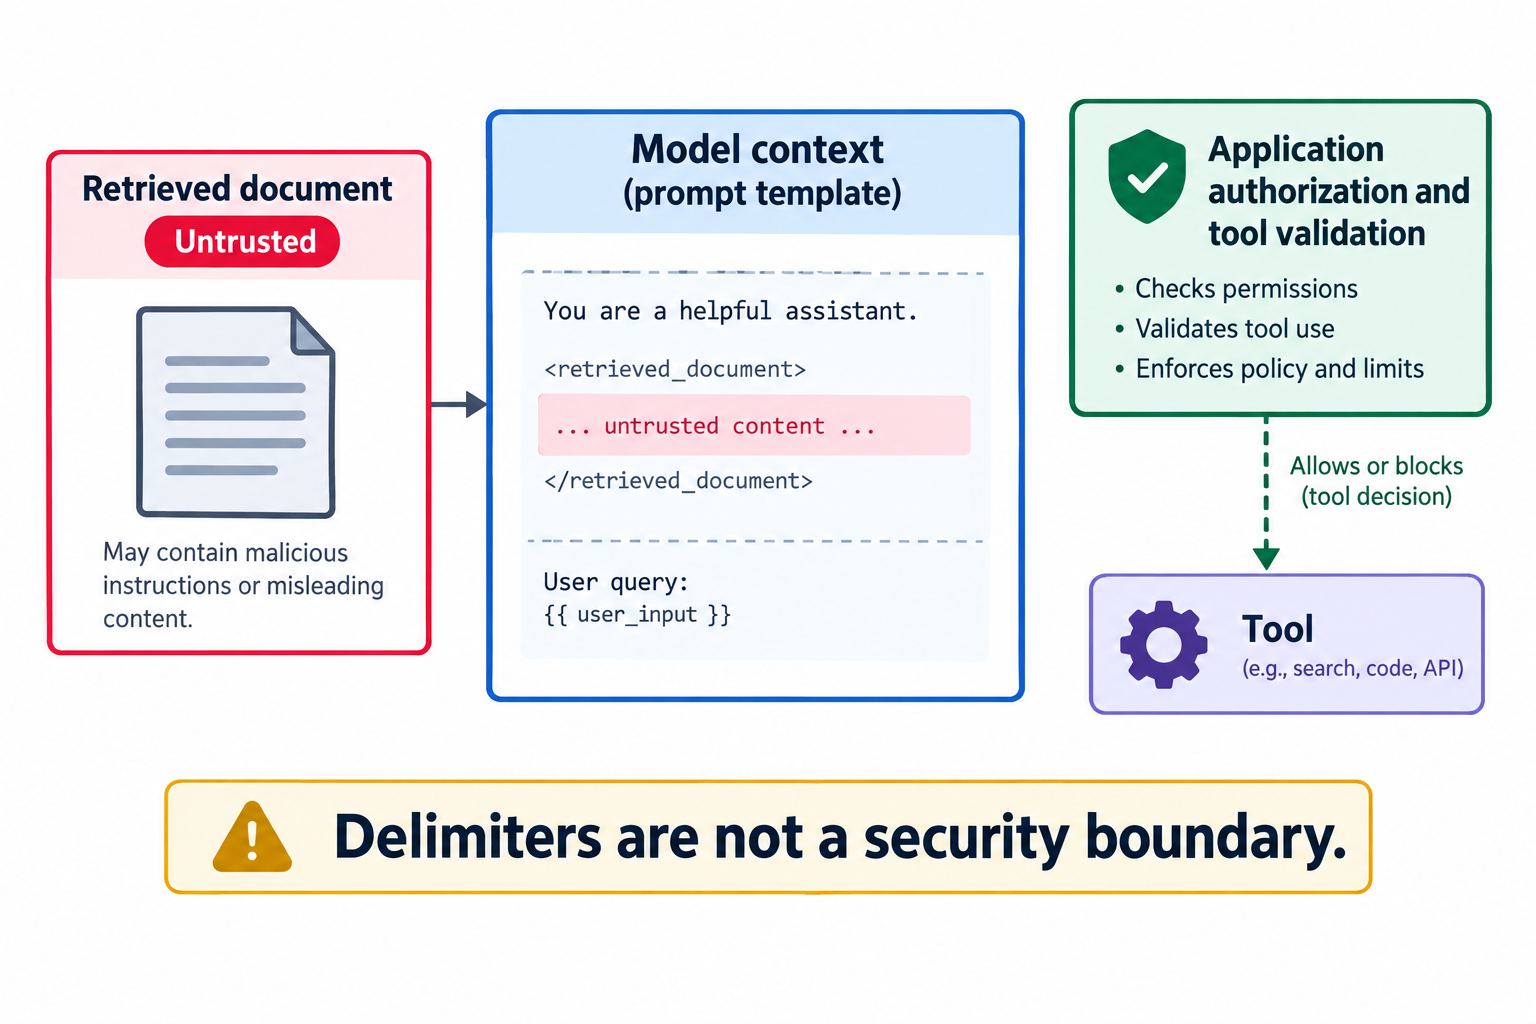 Retrieved document
Untrusted
May contain malicious
instructions or misleading
content.
Model context
(prompt template)
You are a helpful assistant.
<retrieved_document>
... untrusted content ...
</retrieved_document>
User query:
{{ user_input }}
Application
authorization and
tool validation
• Checks permissions
• Validates tool use
• Enforces policy and limits
Allows or blocks
(tool decision)
Tool
(e.g., search, code, API)
Delimiters are not a security boundary.